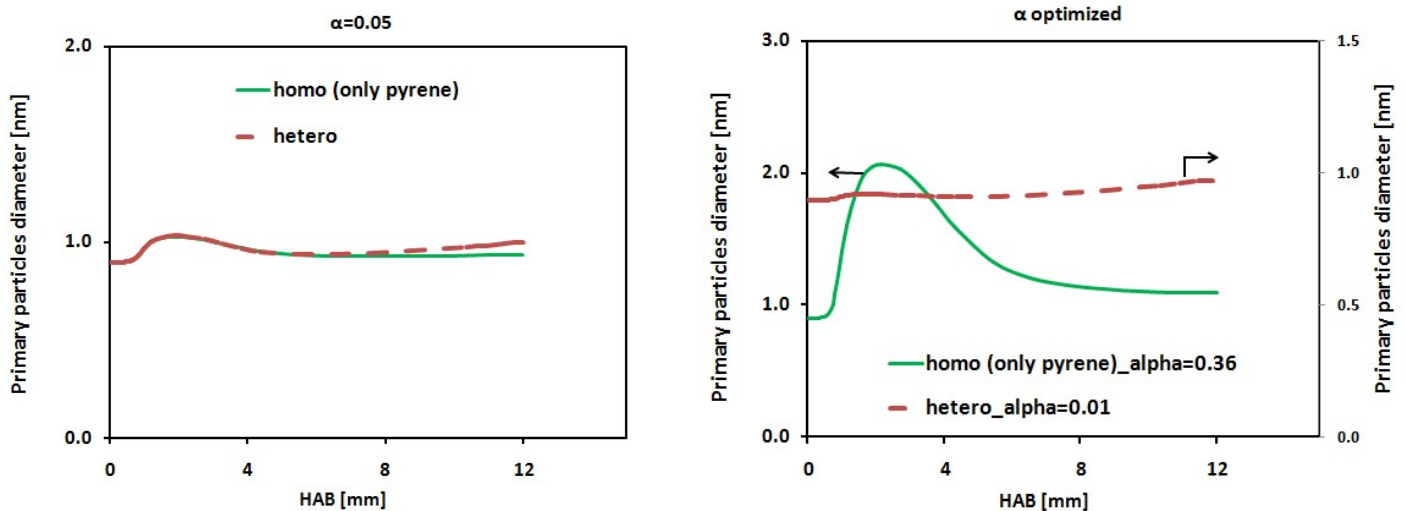 α=0.05
2.0
1.0
0.0
Primary particles diameter [nm]
homo (only pyrene)
hetero
0 4 8 12
HAB [mm]
α optimized
3.0
2.0
1.0
0.0
Primary particles diameter [nm]
1.5
1.0
0.5
0.0
Primary particles diameter [nm]
homo (only pyrene)_alpha=0.36
hetero_alpha=0.01
0 4 8 12
HAB [mm]